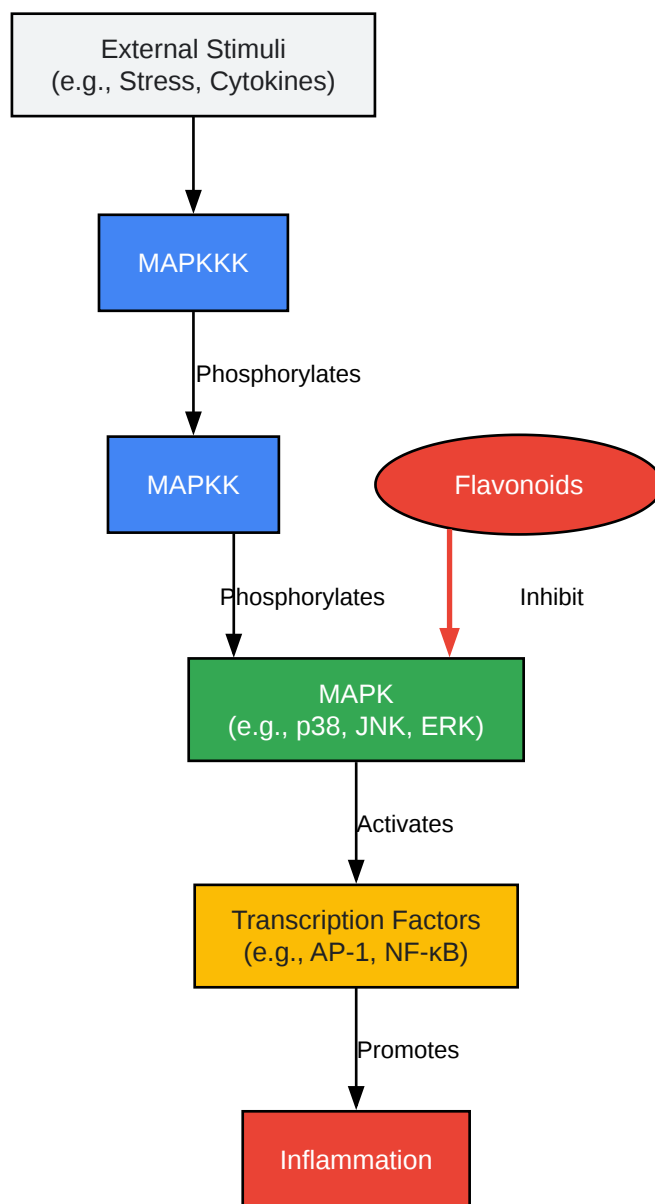 External Stimuli
(e.g., Stress, Cytokines)
MAPKKK
Phosphorylates
MAPKK
Flavonoids
Phosphorylates
Inhibit
MAPK
(e.g., p38, JNK, ERK)
Activates
Transcription Factors
(e.g., AP-1, NF-κB)
Promotes
Inflammation